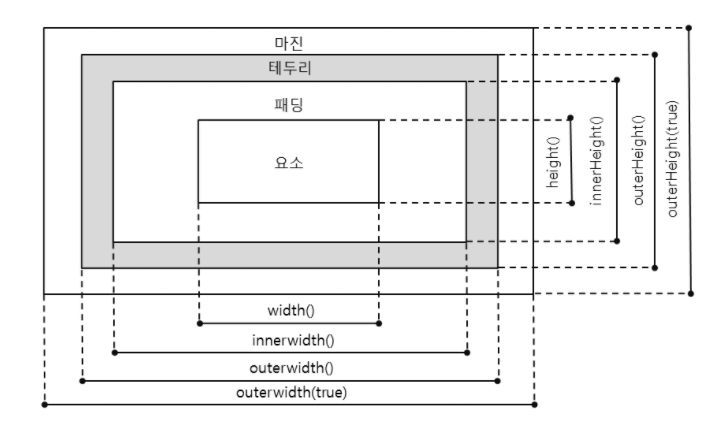 마진
테두리
패딩
요소
height()
innerHeight()
outerHeight()
outerHeight(true)
width()
innerwidth()
outerwidth()
outerwidth(true)